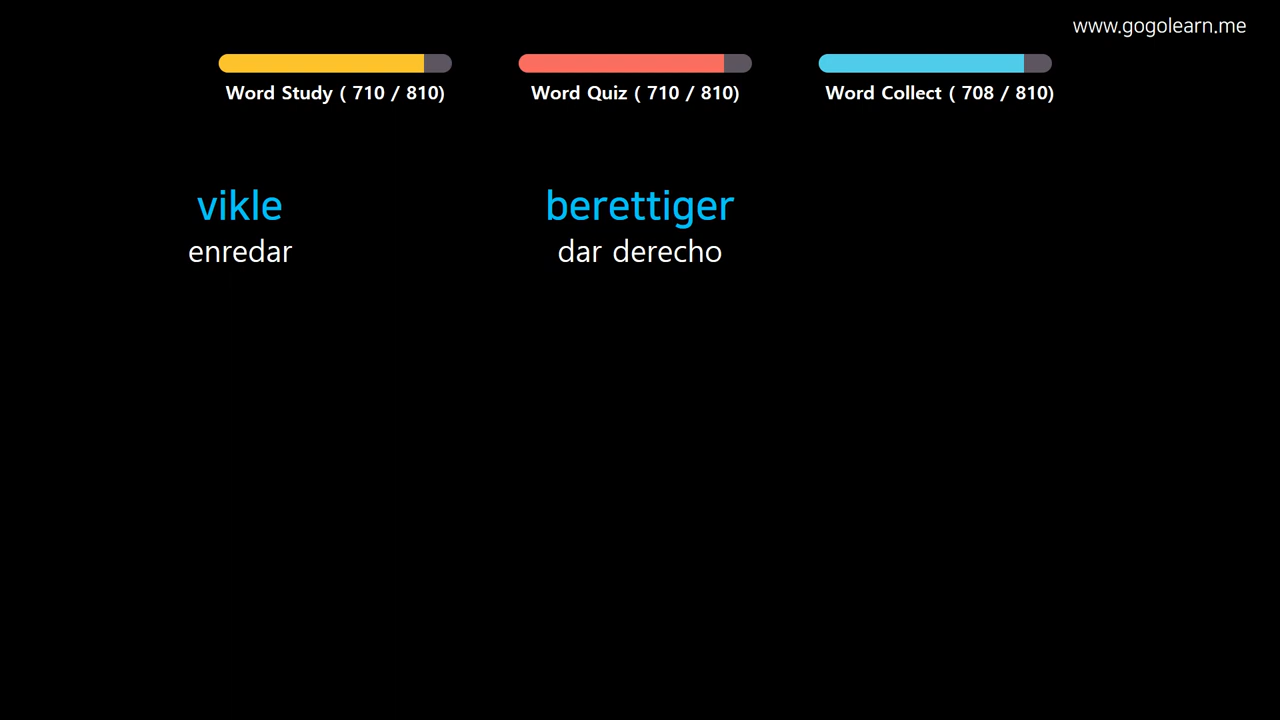 www.gogolearn.me
Word Study ( 710 / 810)
Word Quiz ( 710 / 810)
Word Collect ( 708 / 810)
vikle
enredar
berettiger
dar derecho